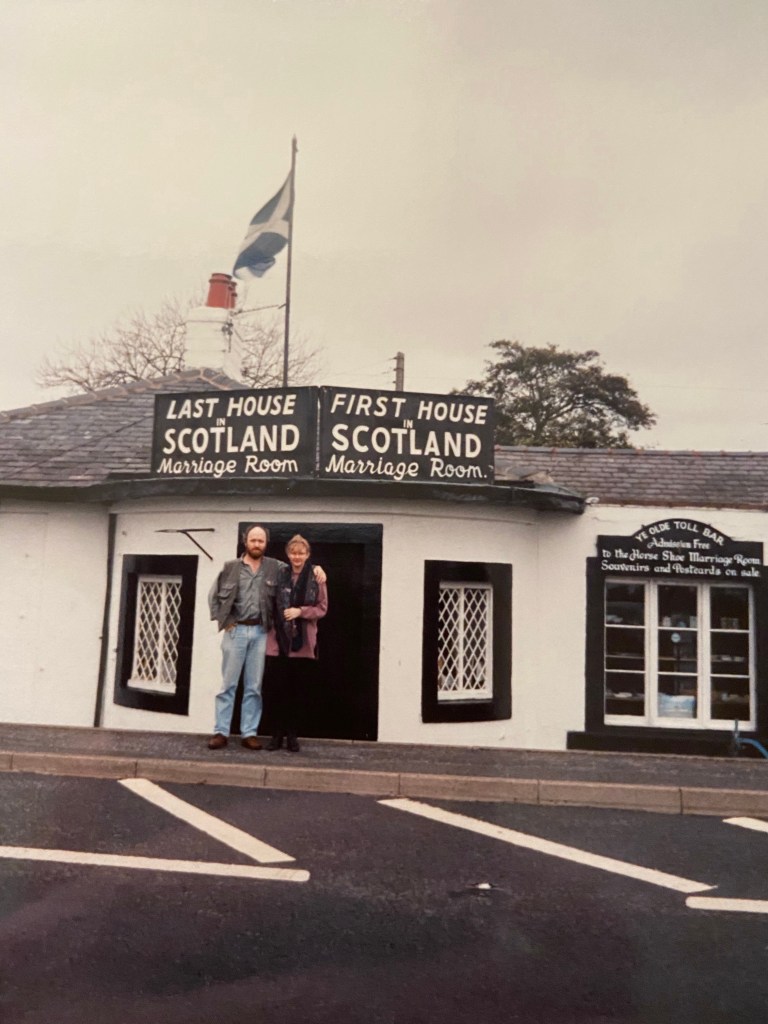 LAST HOUSE
IN
SCOTLAND
Marriage Room
FIRST HOUSE
IN
SCOTLAND
Marriage Room.
YE OLDE TOLL BAR
Admission Free
to the Horse Shoe Marriage Room
Souvenirs and Postcards on sale